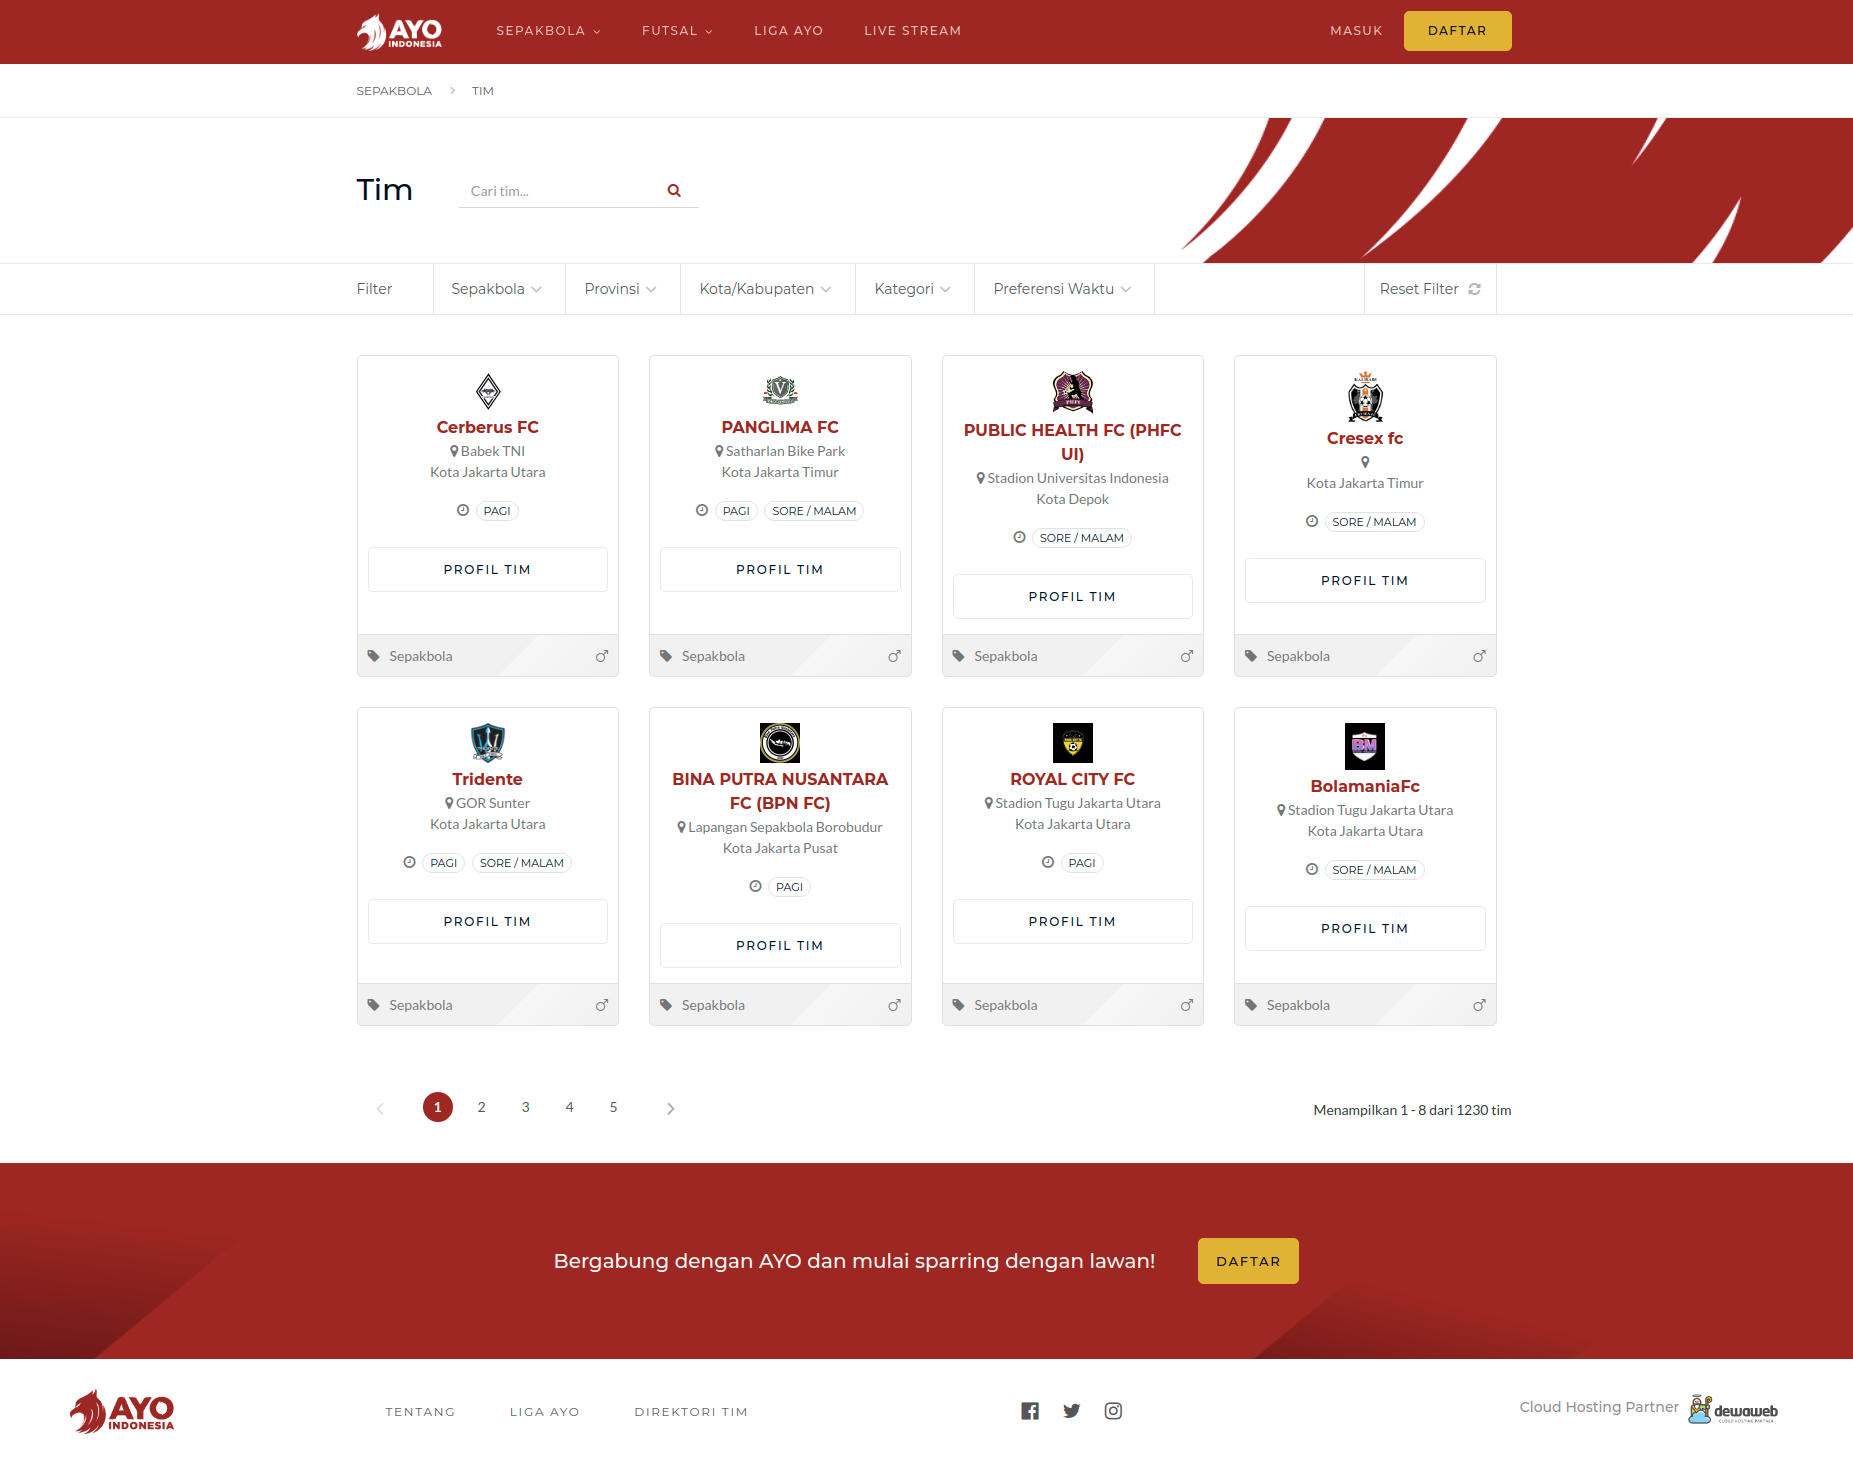 AYO INDONESIA
SEPAKBOLA
FUTSAL
LIGA AYO
LIVE STREAM
MASUK
DAFTAR
SEPAKBOLA
TIM
Tim
Cari tim...
Filter
Sepakbola
Provinsi
Kota/Kabupaten
Kategori
Preferensi Waktu
Reset Filter
Cerberus FC
Babek TNI
Kota Jakarta Utara
PAGI
PROFIL TIM
Sepakbola
PANGLIMA FC
Satharlan Bike Park
Kota Jakarta Timur
PAGI SORE / MALAM
PROFIL TIM
Sepakbola
PUBLIC HEALTH FC (PHFC
UI)
Stadion Universitas Indonesia
Kota Depok
SORE / MALAM
PROFIL TIM
Sepakbola
Cresex fc
Kota Jakarta Timur
SORE / MALAM
PROFIL TIM
Sepakbola
Tridente
GOR Sunter
Kota Jakarta Utara
PAGI SORE / MALAM
PROFIL TIM
Sepakbola
BINA PUTRA NUSANTARA
FC (BPN FC)
Lapangan Sepakbola Borobudur
Kota Jakarta Pusat
PAGI
PROFIL TIM
Sepakbola
ROYAL CITY FC
Stadion Tugu Jakarta Utara
Kota Jakarta Utara
PAGI
PROFIL TIM
Sepakbola
BM
BolamaniaFc
Stadion Tugu Jakarta Utara
Kota Jakarta Utara
SORE / MALAM
PROFIL TIM
Sepakbola
1 2 3 4 5
Menampilkan 1 - 8 dari 1230 tim
Bergabung dengan AYO dan mulai sparring dengan lawan!
DAFTAR
AYO INDONESIA
TENTANG
LIGA AYO
DIREKTORI TIM
Cloud Hosting Partner
dewaweb
CLOUD HOSTING PARTNER